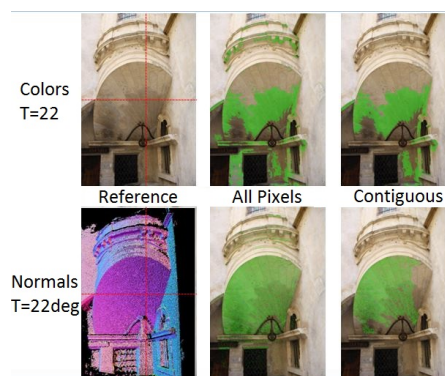 Colors
T=22
Reference
All Pixels
Contiguous
Normals
T=22deg